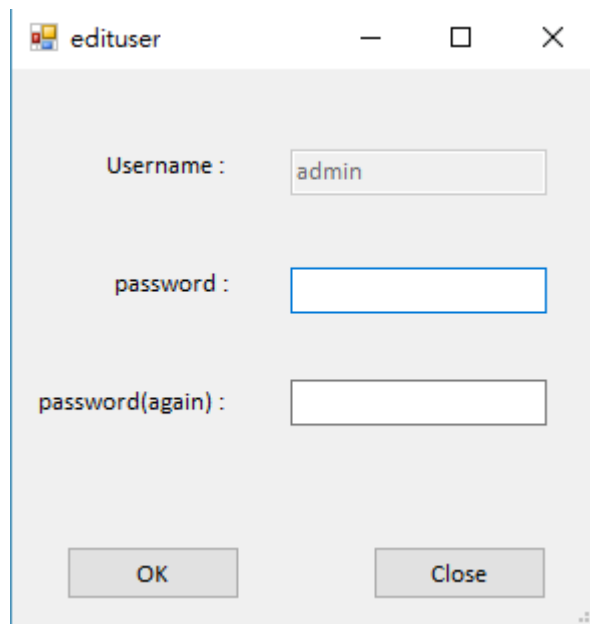 edituser
Username :
admin
password :
password(again) :
OK
Close